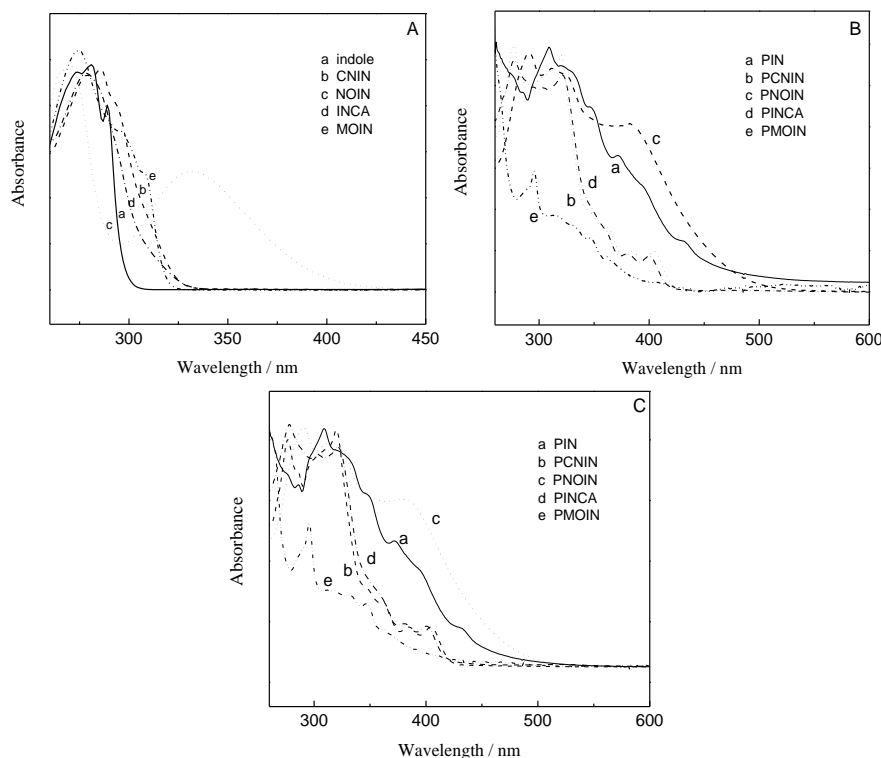 A
a indole
b CNIN
c NOIN
d INCA
e MOIN
e
b
d
a
c
Absorbance
300
350
400
450
Wavelength / nm
B
a PIN
b PCNIN
c PNOIN
d PINCA
e PMOIN
c
a
d
b
e
Absorbance
300
400
500
600
Wavelength / nm
C
a PIN
b PCNIN
c PNOIN
d PINCA
e PMOIN
c
a
d
b
e
Absorbance
300
400
500
600
Wavelength / nm